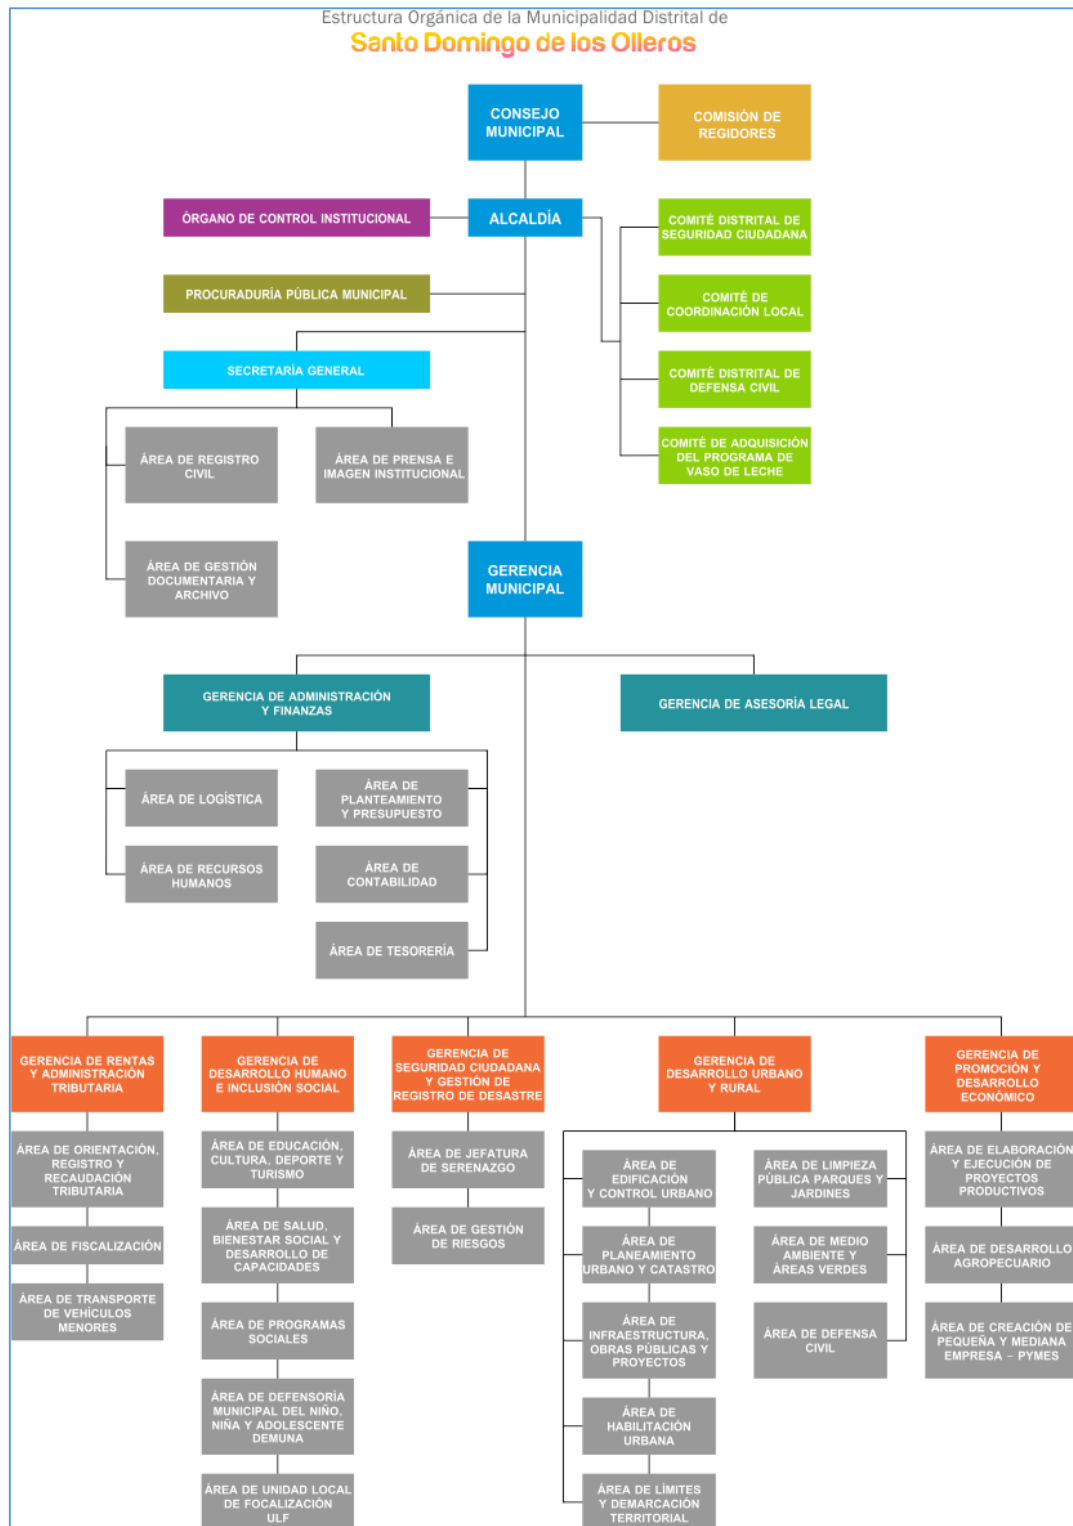 Estructura Orgánica de la Municipalidad Distrital de
Santo Domingo de los Olleros
CONSEJO
MUNICIPAL
COMISIÓN DE
REGIDORES
ÓRGANO DE CONTROL INSTITUCIONAL
ALCALDÍA
COMITÉ DISTRITAL DE
SEGURIDAD CIUDADANA
PROCURADURÍA PÚBLICA MUNICIPAL
COMITÉ DE
COORDINACIÓN LOCAL
SECRETARÍA GENERAL
COMITÉ DISTRITAL DE
DEFENSA CIVIL
ÁREA DE REGISTRO
CIVIL
ÁREA DE PRENSA E
IMAGEN INSTITUCIONAL
COMITÉ DE ADQUISICIÓN
DEL PROGRAMA DE
VASO DE LECHE
ÁREA DE GESTIÓN
DOCUMENTARIA Y
ARCHIVO
GERENCIA
MUNICIPAL
GERENCIA DE ADMINISTRACIÓN
Y FINANZAS
GERENCIA DE ASESORÍA LEGAL
ÁREA DE LOGÍSTICA
ÁREA DE
PLANTEAMIENTO
Y PRESUPUESTO
ÁREA DE RECURSOS
HUMANOS
ÁREA DE
CONTABILIDAD
ÁREA DE TESORERÍA
GERENCIA DE RENTAS
Y ADMINISTRACIÓN
TRIBUTARIA
GERENCIA DE
DESARROLLO HUMANO
E INCLUSIÓN SOCIAL
GERENCIA DE
SEGURIDAD CIUDADANA
Y GESTIÓN DE
REGISTRO DE DESASTRE
GERENCIA DE
DESARROLLO URBANO
Y RURAL
GERENCIA DE
PROMOCIÓN Y
DESARROLLO
ECONÓMICO
ÁREA DE ORIENTACIÓN,
REGISTRO Y
RECAUDACIÓN
TRIBUTARIA
ÁREA DE FISCALIZACIÓN
ÁREA DE TRANSPORTE
DE VEHÍCULOS
MENORES
ÁREA DE EDUCACIÓN,
CULTURA, DEPORTE Y
TURISMO
ÁREA DE SALUD,
BIENESTAR SOCIAL Y
DESARROLLO DE
CAPACIDADES
ÁREA DE PROGRAMAS
SOCIALES
ÁREA DE DEFENSORÍA
MUNICIPAL DEL NIÑO,
NIÑA Y ADOLESCENTE
DEMUNA
ÁREA DE UNIDAD LOCAL
DE FOCALIZACIÓN
ULF
ÁREA DE JEFATURA
DE SERENAZGO
ÁREA DE GESTIÓN
DE RIESGOS
ÁREA DE
EDIFICACIÓN
Y CONTROL URBANO
ÁREA DE
PLANEAMIENTO
URBANO Y CATASTRO
ÁREA DE
INFRAESTRUCTURA,
OBRAS PÚBLICAS Y
PROYECTOS
ÁREA DE
HABILITACIÓN
URBANA
ÁREA DE LÍMITES
Y DEMARCACIÓN
TERRITORIAL
ÁREA DE LIMPIEZA
PÚBLICA PARQUES Y
JARDINES
ÁREA DE MEDIO
AMBIENTE Y
ÁREAS VERDES
ÁREA DE DEFENSA
CIVIL
ÁREA DE ELABORACIÓN
Y EJECUCIÓN DE
PROYECTOS
PRODUCTIVOS
ÁREA DE DESARROLLO
AGROPECUARIO
ÁREA DE CREACIÓN DE
PEQUEÑA Y MEDIANA
EMPRESA – PYMES